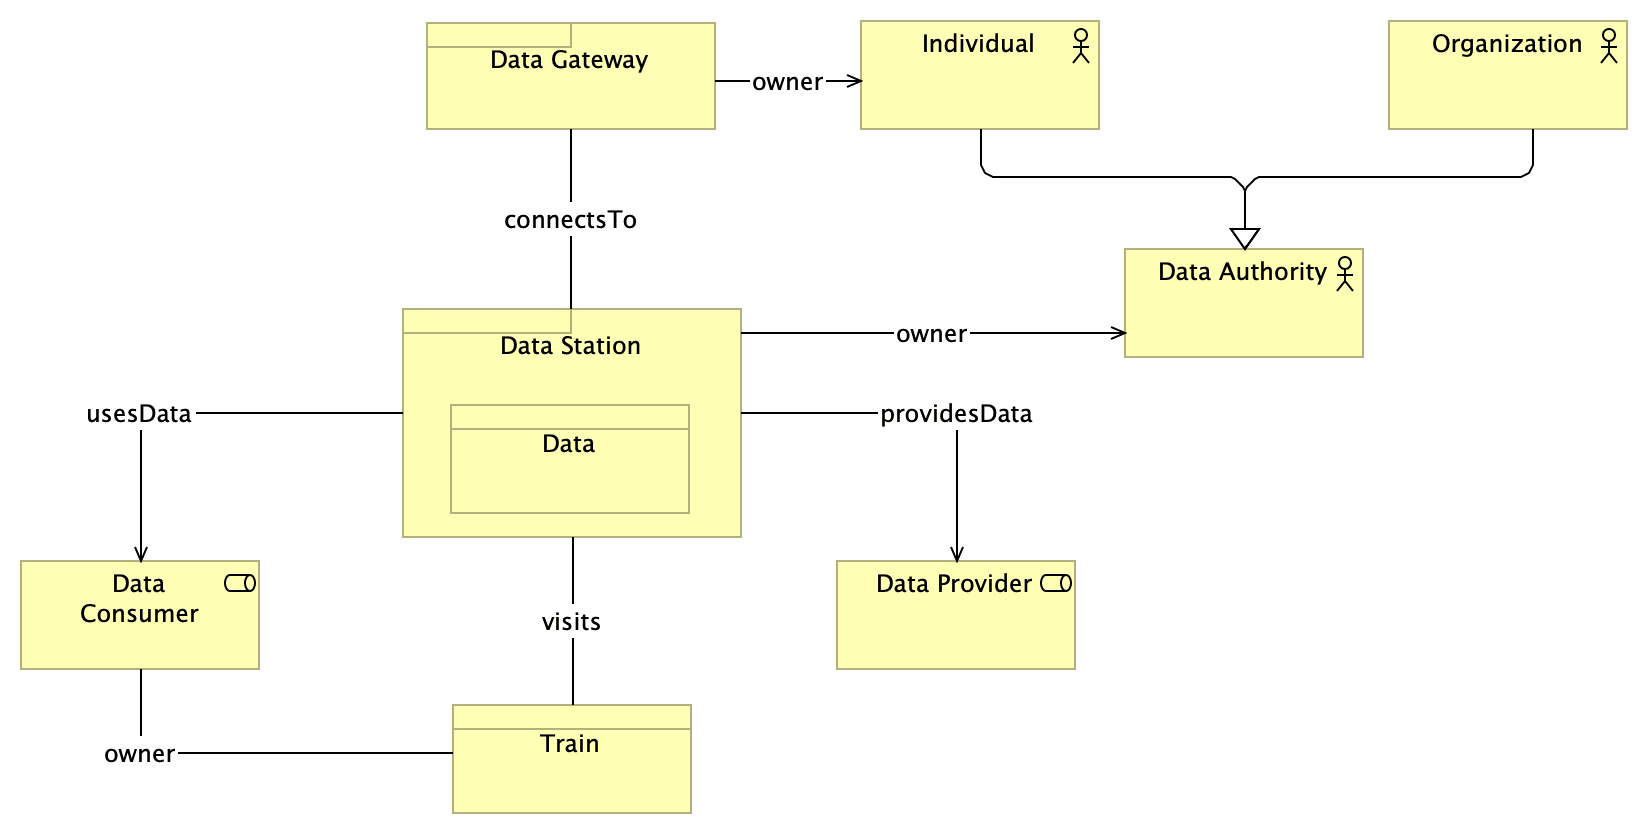 Data Gateway
owner
Individual
Organization
connectsTo
Data Authority
Data Station
owner
usesData
providesData
Data
Data
Consumer
Data Provider
visits
owner
Train